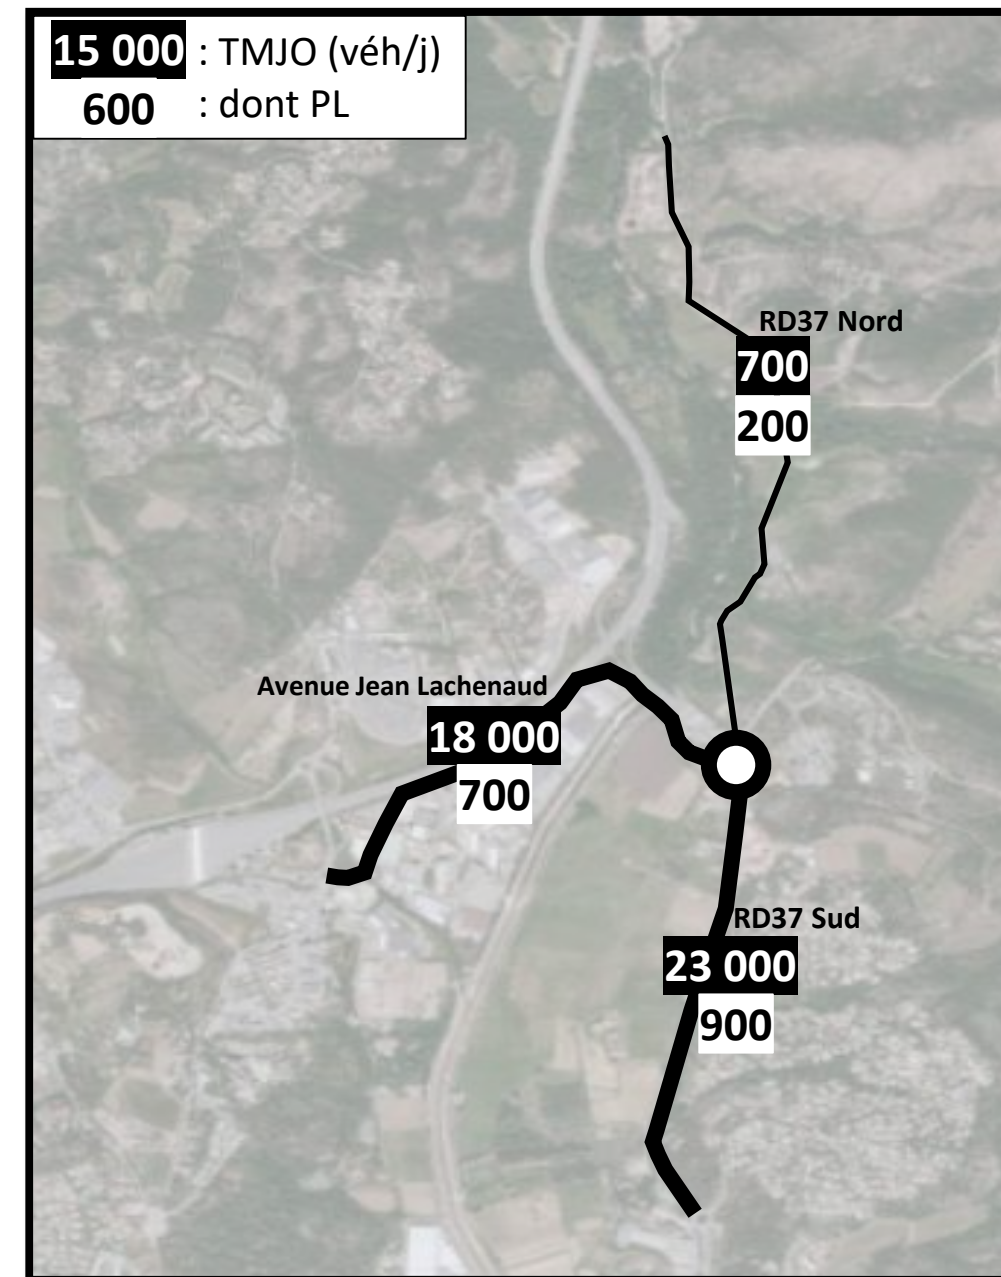 15 000 : TMJO (véh/j)
600 : dont PL
RD37 Nord
700
200
Avenue Jean Lachenaud
18 000
700
RD37 Sud
23 000
900